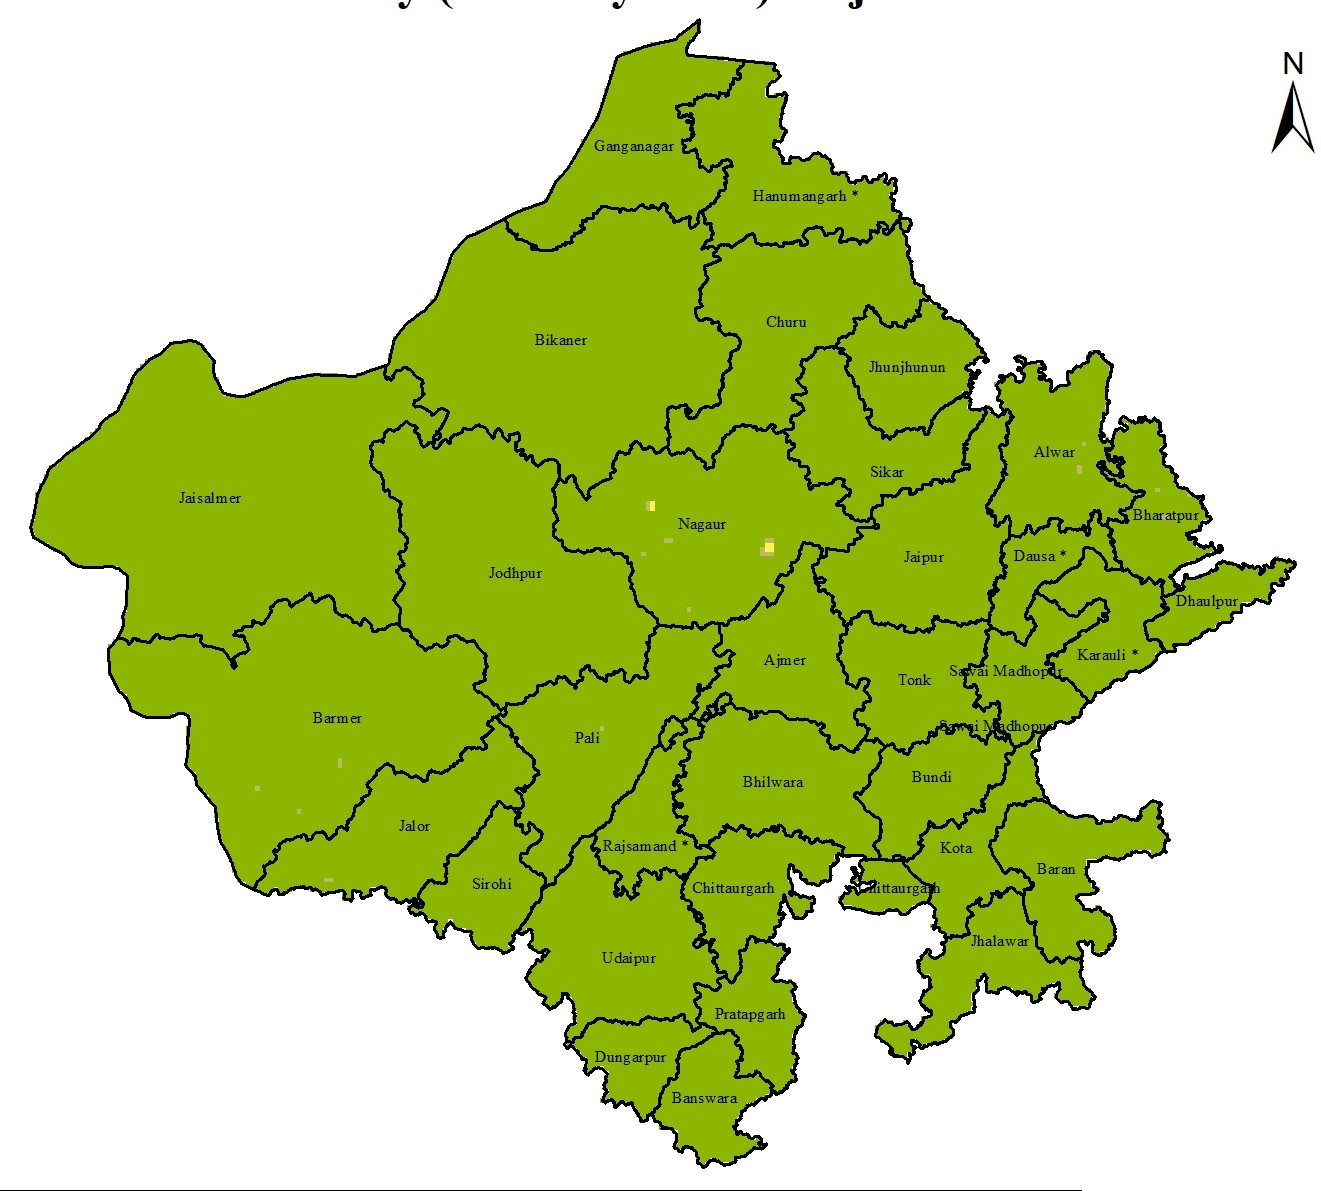 N
Ganganagar
Hanumangarh *
Churu
Bikaner
Jhunjhunun
Alwar
Sikar
Jaisalmer
Bharatpur
Nagaur
Jaipur
Dausa *
Jodhpur
Dhaulpur
Karauli *
Ajmer
Sawai Madhopur
Tonk
Barmer
Sawai Madhopur
Pali
Bundi
Bhilwara
Jalor
Rajsamand *
Kota
Baran
Sirohi
Chittaurgarh
Chittaurgarh
Jhalawar
Udaipur
Pratapgarh
Dungarpur
Banswara